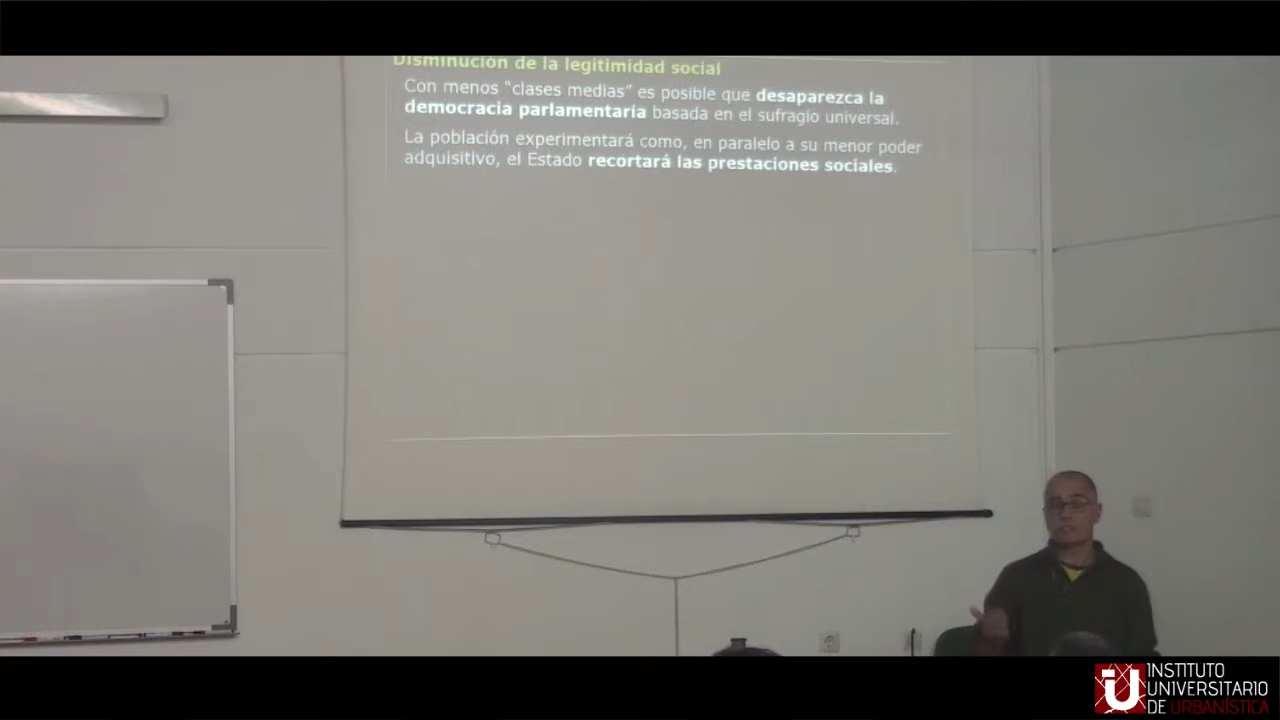 Disminución de la legitimidad social
Con menos “clases medias” es posible que desaparezca la
democracia parlamentaria basada en el sufragio universal.
La población experimentará como, en paralelo a su menor poder
adquisitivo, el Estado recortará las prestaciones sociales.
iU INSTITUTO
UNIVERSITARIO
DE URBANÍSTICA